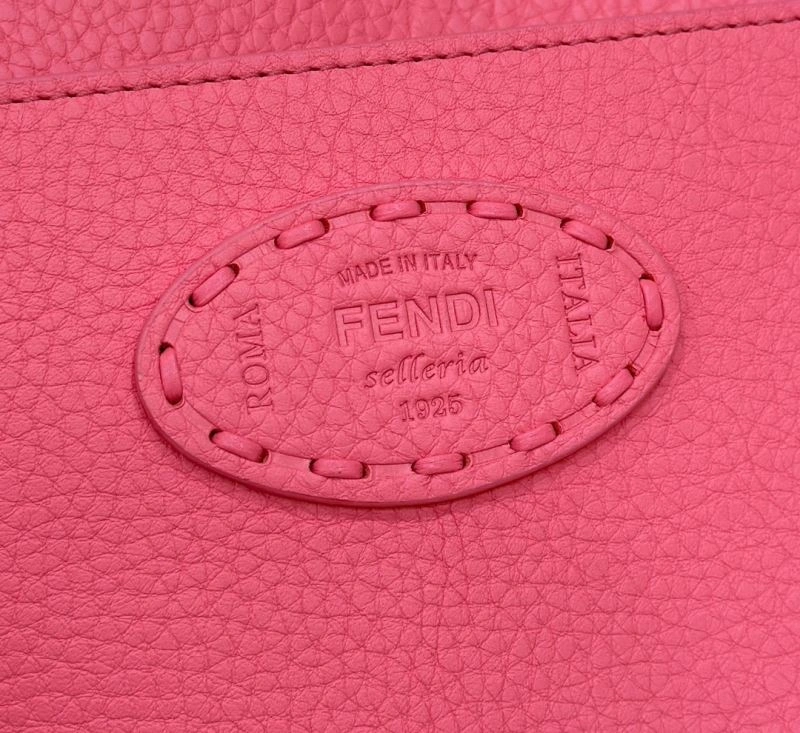 MADE IN ITALY
ROMA
FENDI
ITALIA
selleria
1925